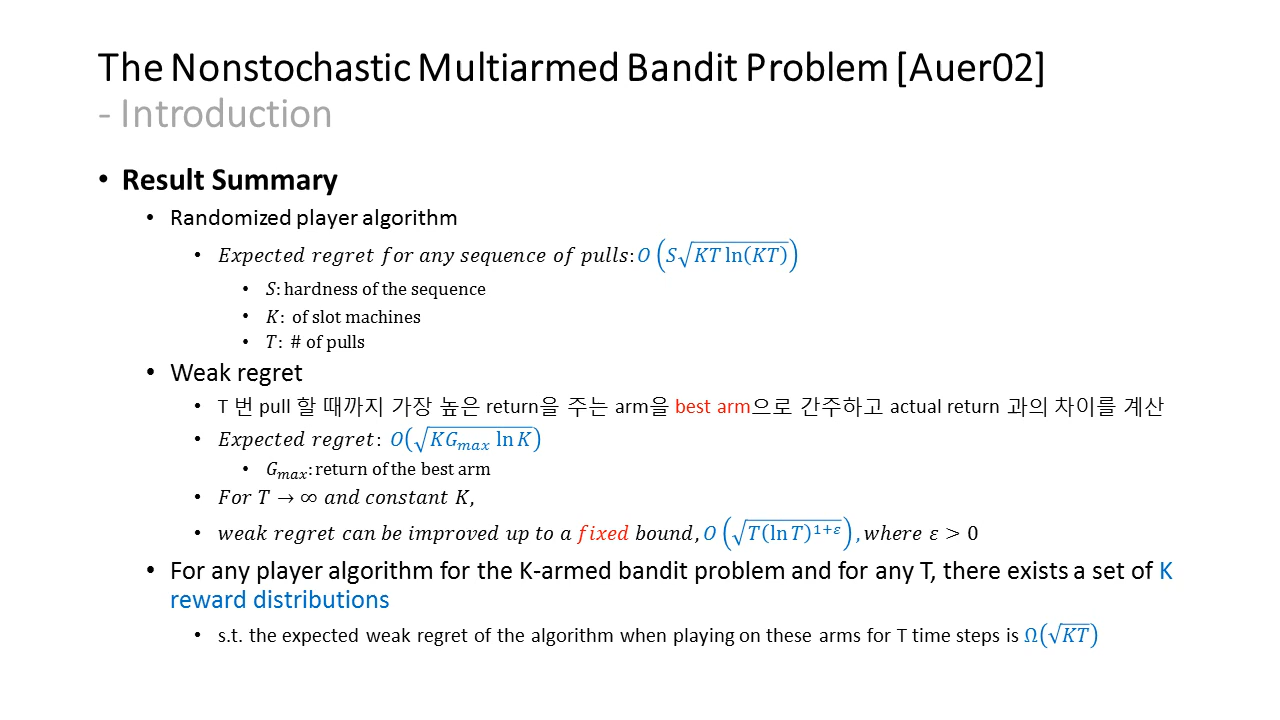 The Nonstochastic Multiarmed Bandit Problem [Auer02]
- Introduction
• Result Summary
• Randomized player algorithm
• Expected regret for any sequence of pulls: O(S√(KT ln(KT)))
• S: hardness of the sequence
• K: of slot machines
• T: # of pulls
• Weak regret
• T 번 pull 할 때까지 가장 높은 return을 주는 arm을 best arm으로 간주하고 actual return 과의 차이를 계산
• Expected regret: O(√(KG_max ln K))
• G_max: return of the best arm
• For T → ∞ and constant K,
• weak regret can be improved up to a fixed bound, O(√(T(ln T)^(1+ε))), where ε > 0
• For any player algorithm for the K-armed bandit problem and for any T, there exists a set of K
reward distributions
• s.t. the expected weak regret of the algorithm when playing on these arms for T time steps is Ω(√KT)